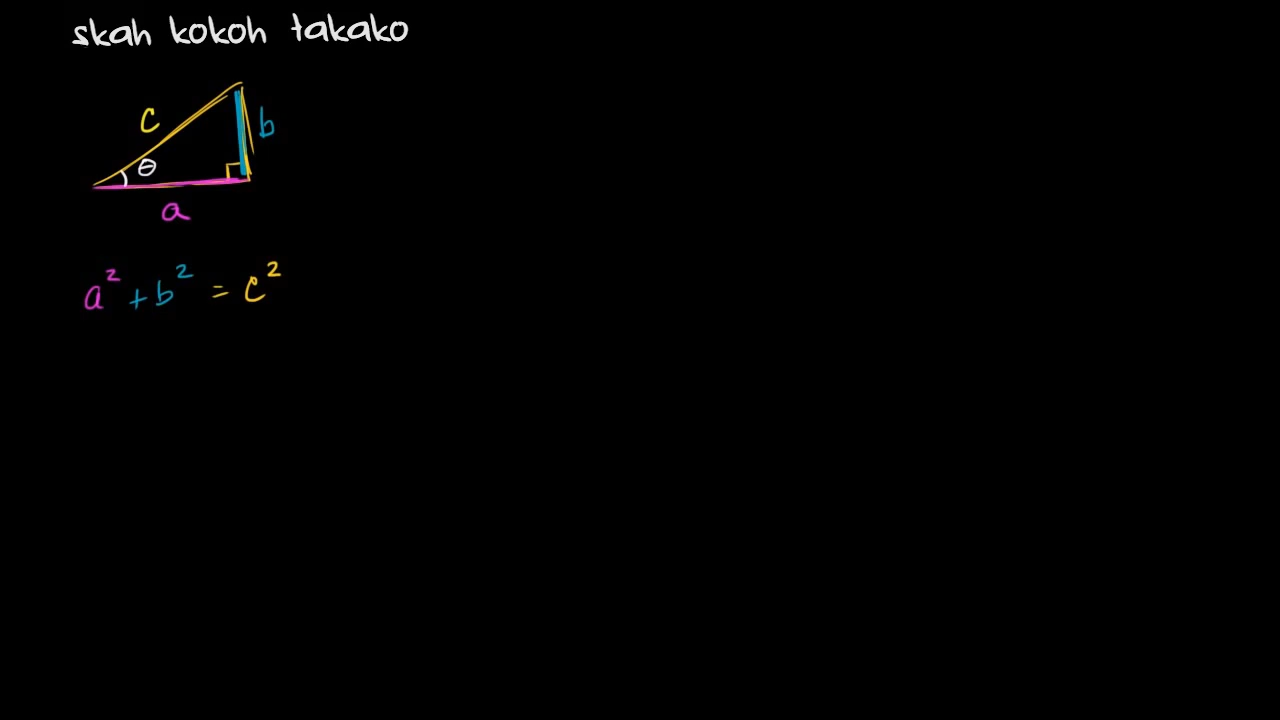 skah kokoh takako
c
b
θ
a
a² + b² = c²